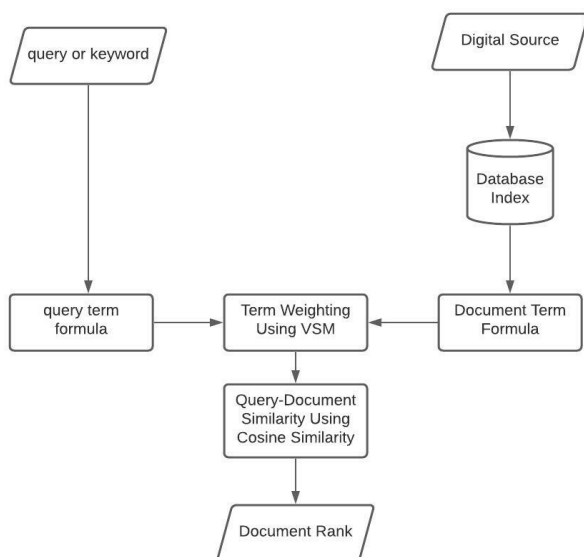 query or keyword
Digital Source
Database
Index
query term
formula
Term Weighting
Using VSM
Document Term
Formula
Query-Document
Similarity Using
Cosine Similarity
Document Rank